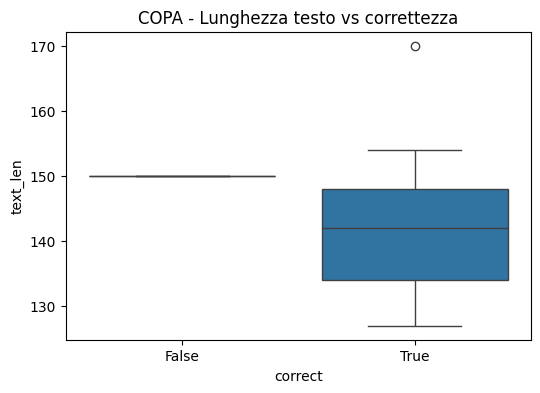 COPA - Lunghezza testo vs correttezza
170
160
150
140
130
text_len
False
True
correct